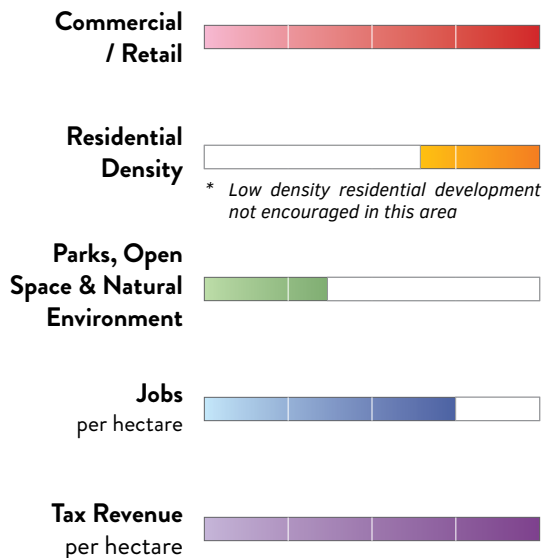 Commercial
/ Retail
Residential
Density
* Low density residential development
not encouraged in this area
Parks, Open
Space & Natural
Environment
Jobs
per hectare
Tax Revenue
per hectare